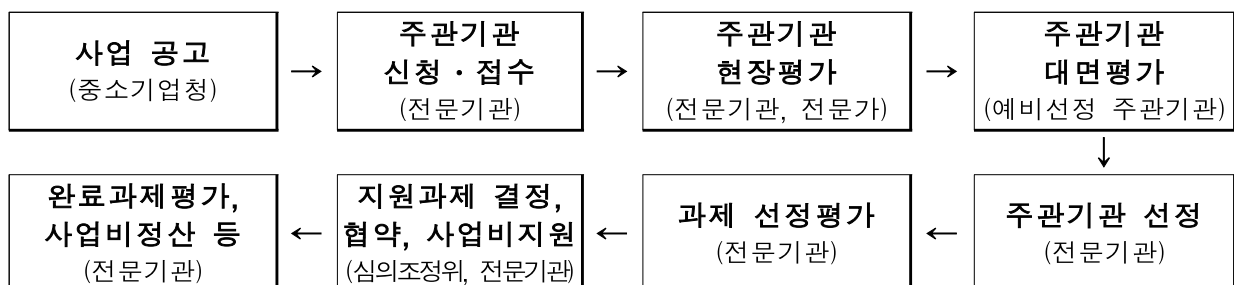 사업 공고
(중소기업청)
→
주관기관
신청 · 접수
(전문기관)
→
주관기관
현장평가
(전문기관, 전문가)
→
주관기관
대면평가
(예비선정 주관기관)
↓
주관기관 선정
(전문기관)
←
과제 선정평가
(전문기관)
←
지원과제 결정,
협약, 사업비지원
(심의조정위, 전문기관)
←
완료과제평가,
사업비정산 등
(전문기관)